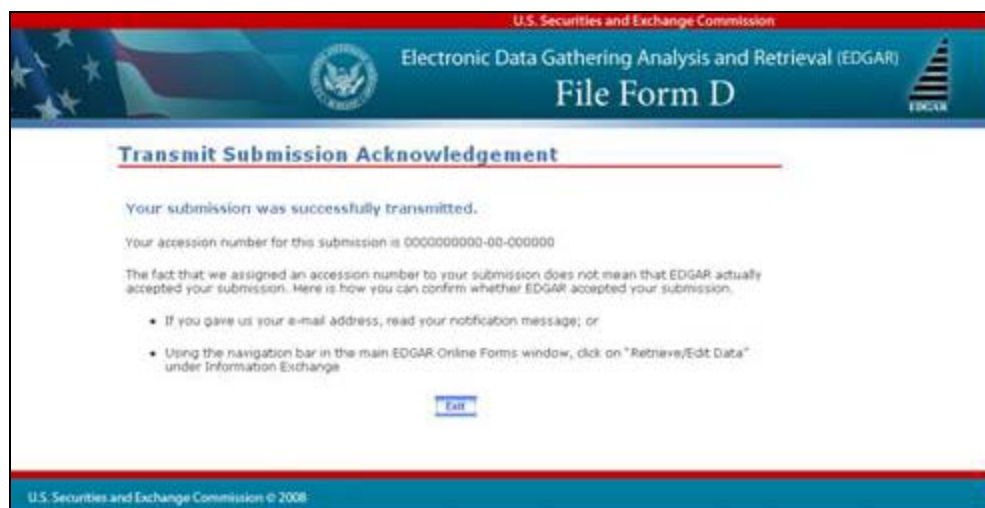 U.S. Securities and Exchange Commission
Electronic Data Gathering Analysis and Retrieval (EDGAR)
File Form D
EDGAR
Transmit Submission Acknowledgement
Your submission was successfully transmitted.
Your accession number for this submission is 0000000000-00-000000
The fact that we assigned an accession number to your submission does not mean that EDGAR actually
accepted your submission. Here is how you can confirm whether EDGAR accepted your submission.
• If you gave us your e-mail address, read your notification message; or
• Using the navigation bar in the main EDGAR Online Forms window, click on "Retrieve/Edit Data"
under Information Exchange
Exit
U.S. Securities and Exchange Commission © 2008